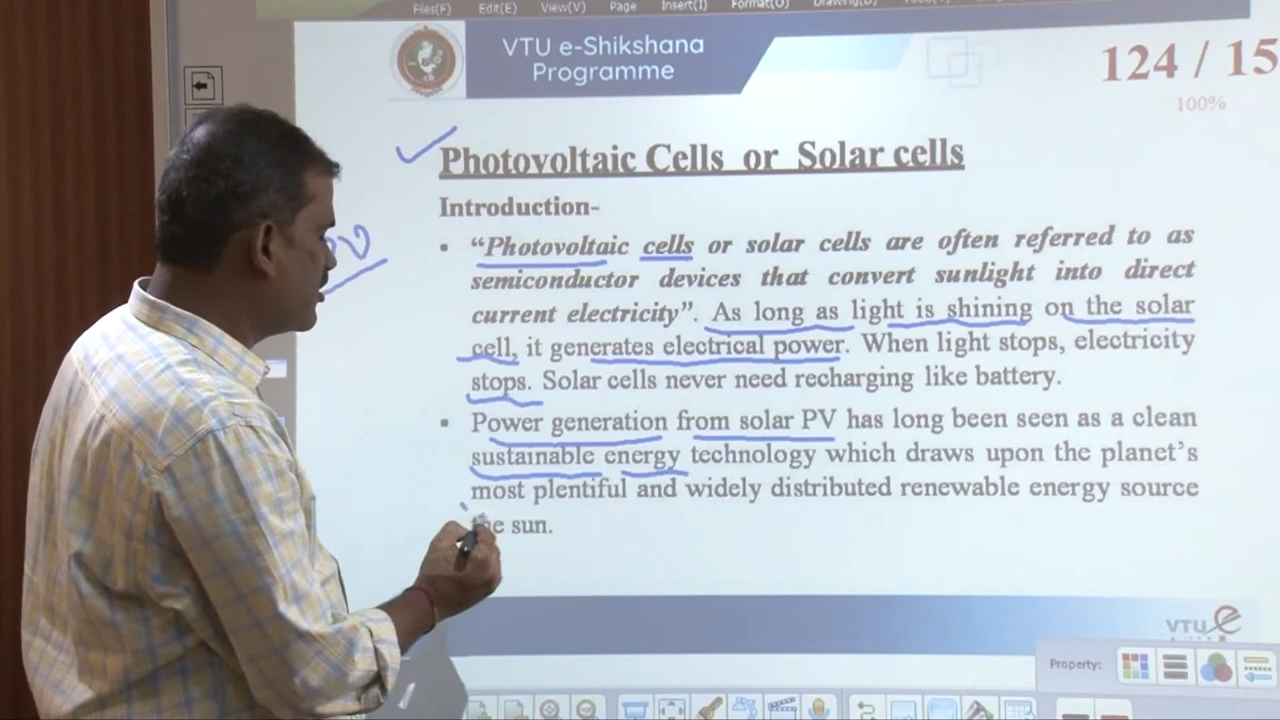 Files(F) Edit(E) View(V) Page Insert(I) Format(O)
VTU e-Shikshana
Programme
124 / 15
100%
Photovoltaic Cells or Solar cells
Introduction-
• “Photovoltaic cells or solar cells are often referred to as
semiconductor devices that convert sunlight into direct
current electricity”. As long as light is shining on the solar
cell, it generates electrical power. When light stops, electricity
stops. Solar cells never need recharging like battery.
• Power generation from solar PV has long been seen as a clean
sustainable energy technology which draws upon the planet’s
most plentiful and widely distributed renewable energy source
sun.
VTU e
Property: